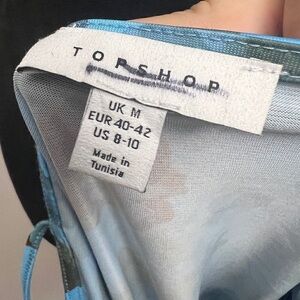 TOPSHOP
UK M
EUR 40-42
US 8-10
Made in
Tunisia